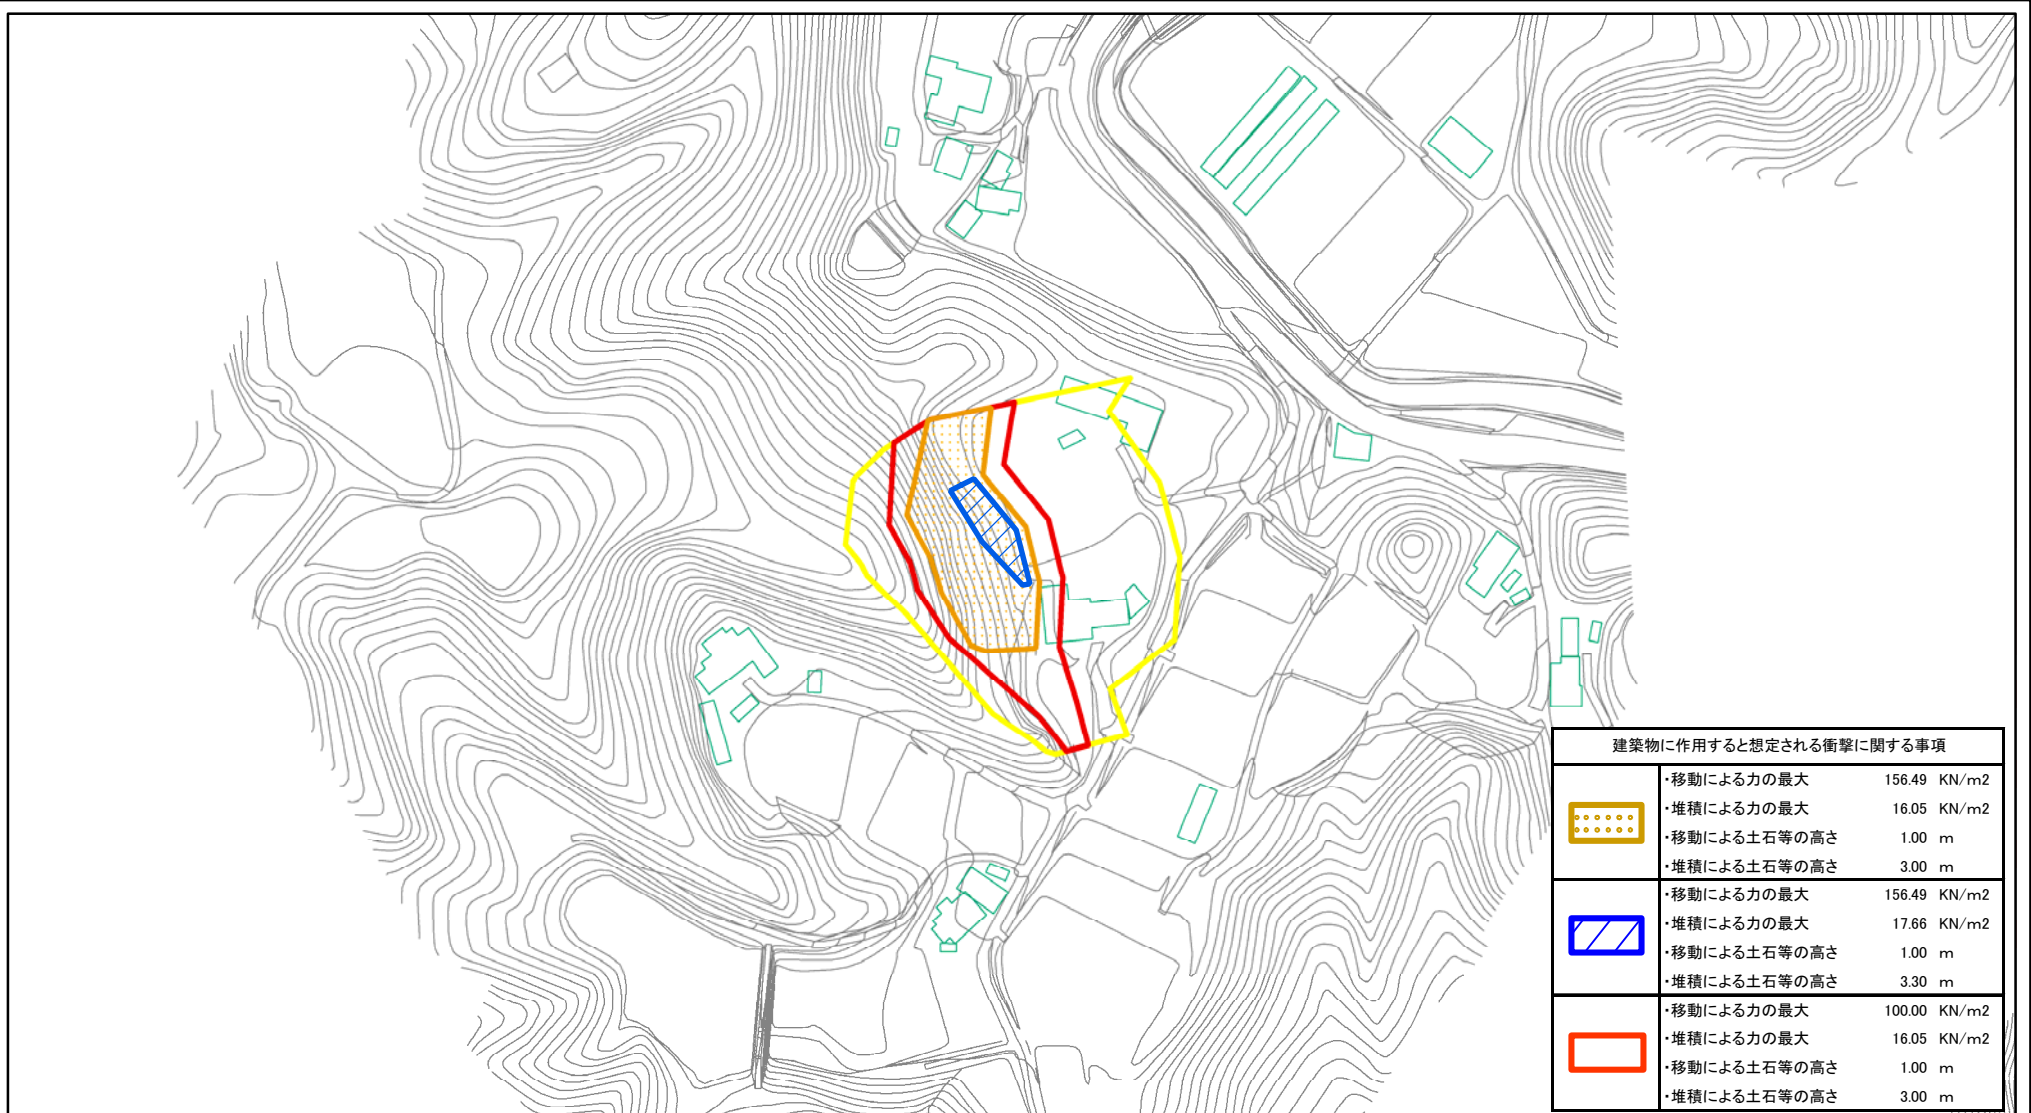 建築物に作用すると想定される衝撃に関する事項
・移動による力の最大 156.49 KN/m2
・堆積による力の最大 16.05 KN/m2
・移動による土石等の高さ 1.00 m
・堆積による土石等の高さ 3.00 m
・移動による力の最大 156.49 KN/m2
・堆積による力の最大 17.66 KN/m2
・移動による土石等の高さ 1.00 m
・堆積による土石等の高さ 3.30 m
・移動による力の最大 100.00 KN/m2
・堆積による力の最大 16.05 KN/m2
・移動による土石等の高さ 1.00 m
・堆積による土石等の高さ 3.00 m